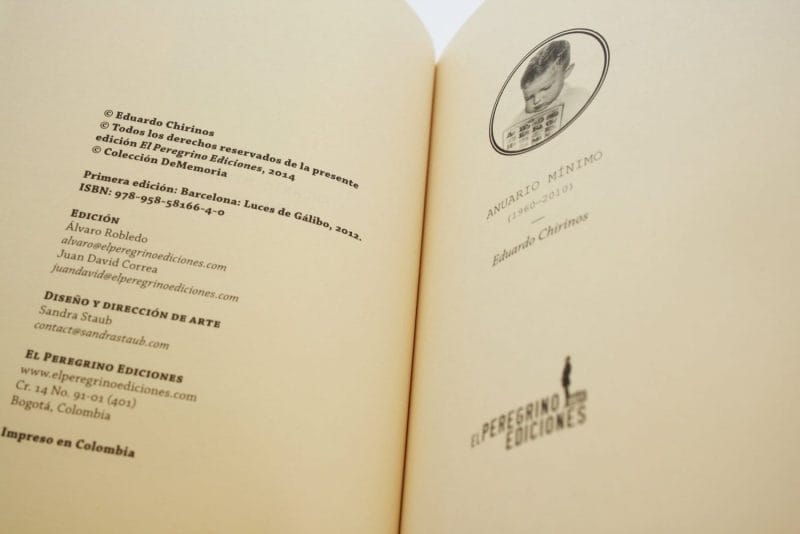 © Eduardo Chirinos
© Todos los derechos reservados de la presente
edición El Peregrino Ediciones, 2014
© Colección DeMemoria
Primera edición: Barcelona: Luces de Gálibo, 2012.
ISBN: 978-958-58166-4-0
Edición
Álvaro Robledo
alvaro@elperegrinoediciones.com
Juan David Correa
juandavid@elperegrinoediciones.com
Diseño y dirección de arte
Sandra Staub
contact@sandrastaub.com
El Peregrino Ediciones
www.elperegrinoediciones.com
Cr. 14 No. 91-01 (401)
Bogotá, Colombia
Impreso en Colombia
ANUARIO MÍNIMO
(1960—2010)
Eduardo Chirinos
EL PEREGRINO
EDICIONES